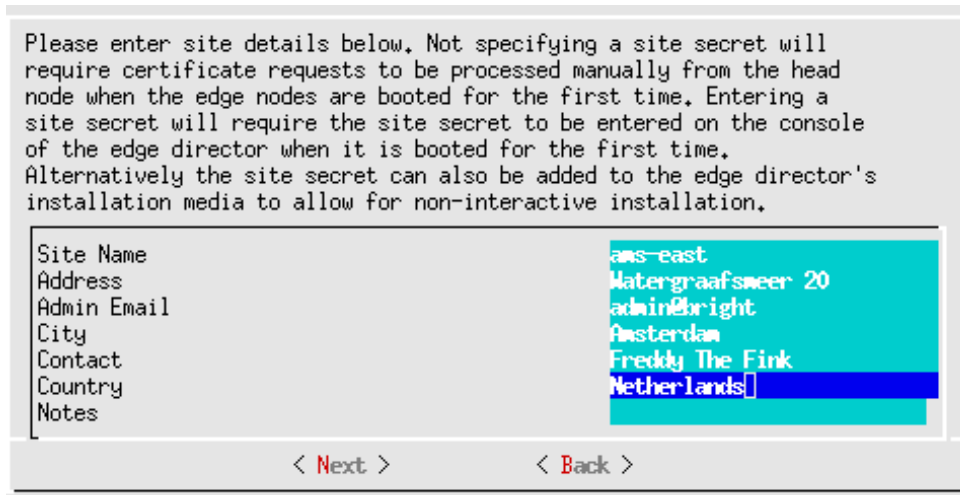 Please enter site details below. Not specifying a site secret will
require certificate requests to be processed manually from the head
node when the edge nodes are booted for the first time. Entering a
site secret will require the site secret to be entered on the console
of the edge director when it is booted for the first time.
Alternatively the site secret can also be added to the edge director's
installation media to allow for non-interactive installation.
Site Name ams-east
Address Watergraafsmeer 20
Admin Email admin@bright
City Amsterdam
Contact Freddy The Fink
Country Netherlands
Notes
< Next > < Back >